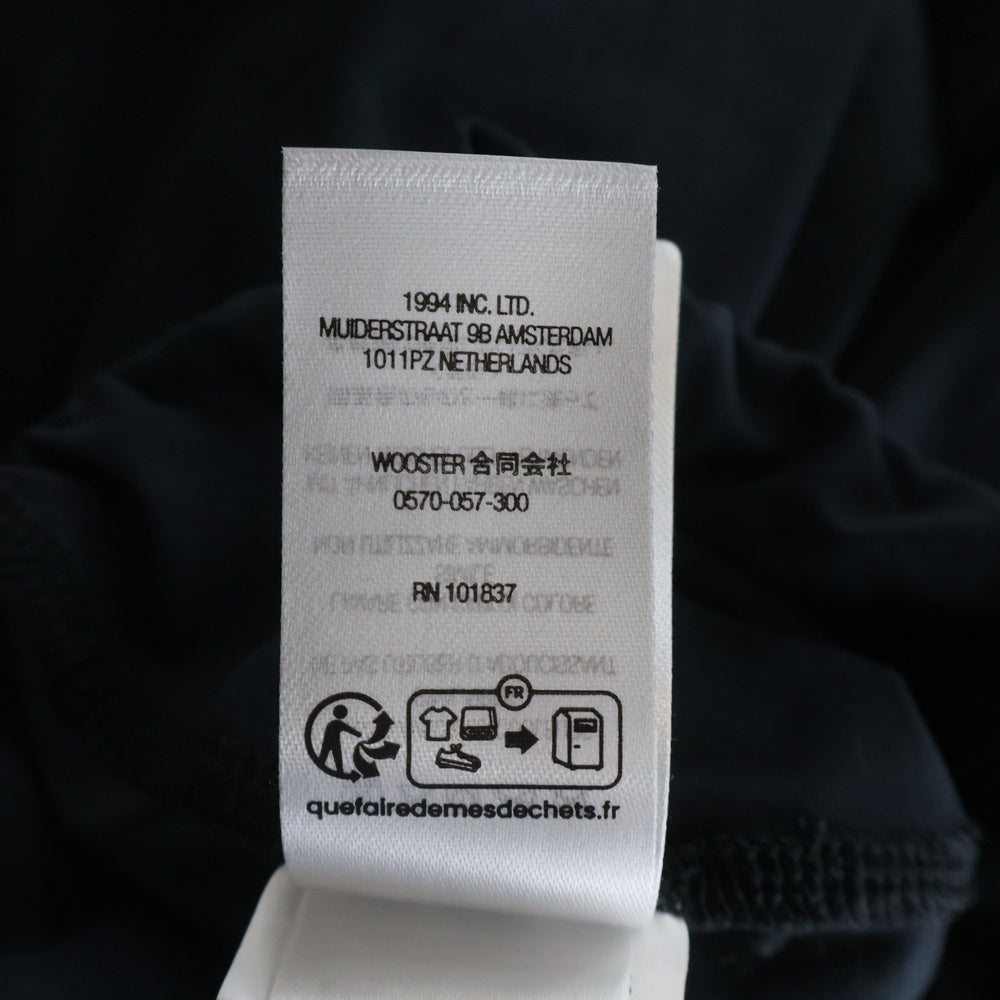 1994 INC. LTD.
MUIDERSTRAAT 9B AMSTERDAM
1011PZ NETHERLANDS
WOOSTER 合同会社
0570-057-300
RN 101837
FR
quefairedemesdechets.fr